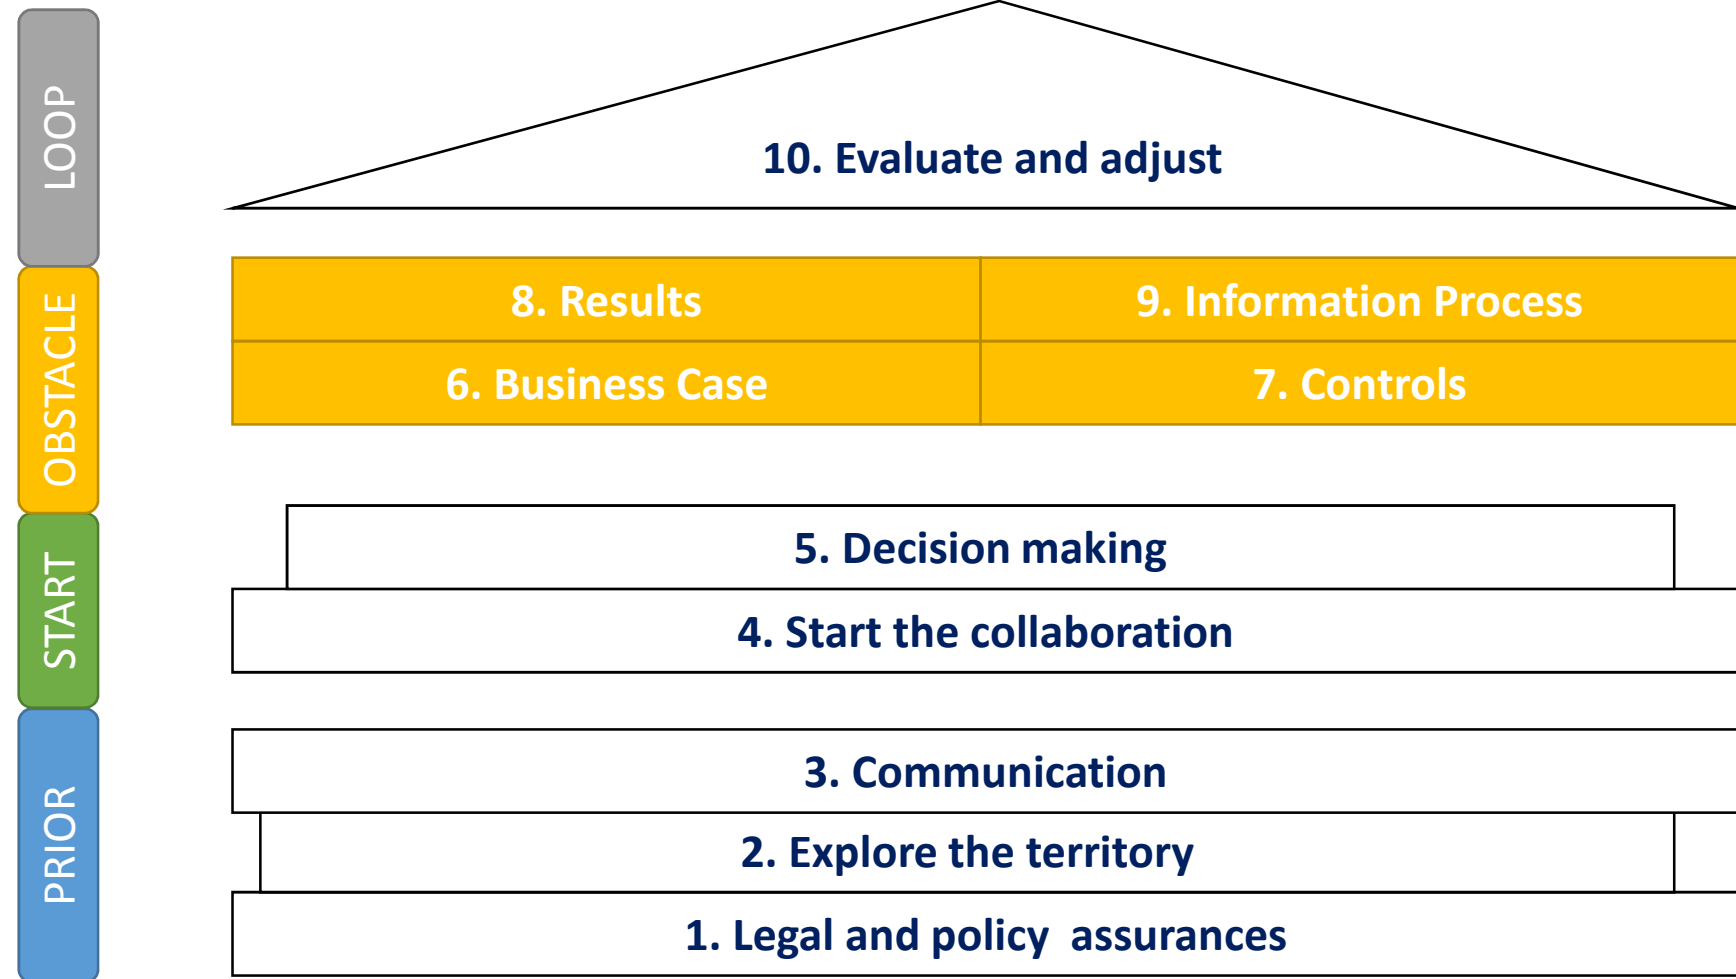 LOOP
10. Evaluate and adjust
OBSTACLE
8. Results
9. Information Process
6. Business Case
7. Controls
START
5. Decision making
4. Start the collaboration
PRIOR
3. Communication
2. Explore the territory
1. Legal and policy  assurances